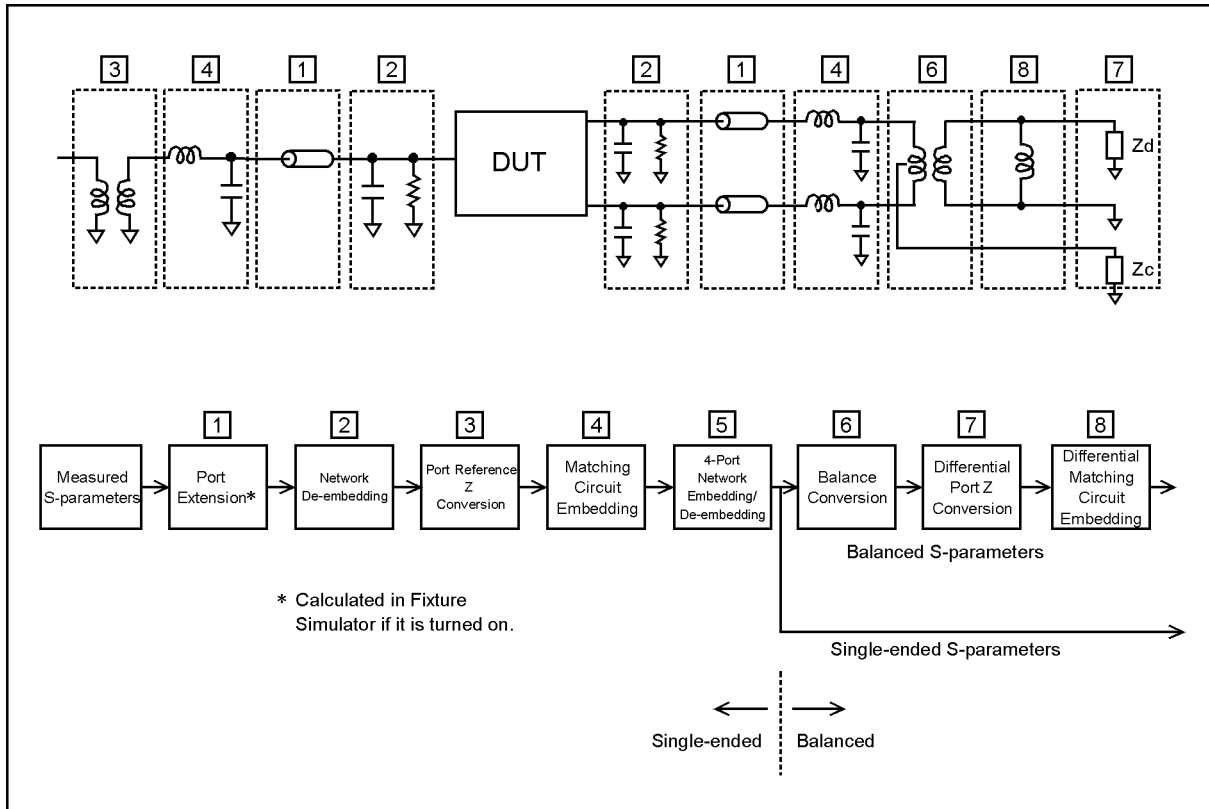 3 4 1 2 2 1 4 6 8 7
DUT
Zd
Zc
1 2 3 4 5 6 7 8
Measured
S-parameters
Port
Extension*
Network
De-embedding
Port Reference
Z
Conversion
Matching
Circuit
Embedding
4-Port
Network
Embedding/
De-embedding
Balance
Conversion
Differential
Port Z
Conversion
Differential
Matching
Circuit
Embedding
Balanced S-parameters
* Calculated in Fixture
Simulator if it is turned on.
Single-ended S-parameters
Single-ended
Balanced